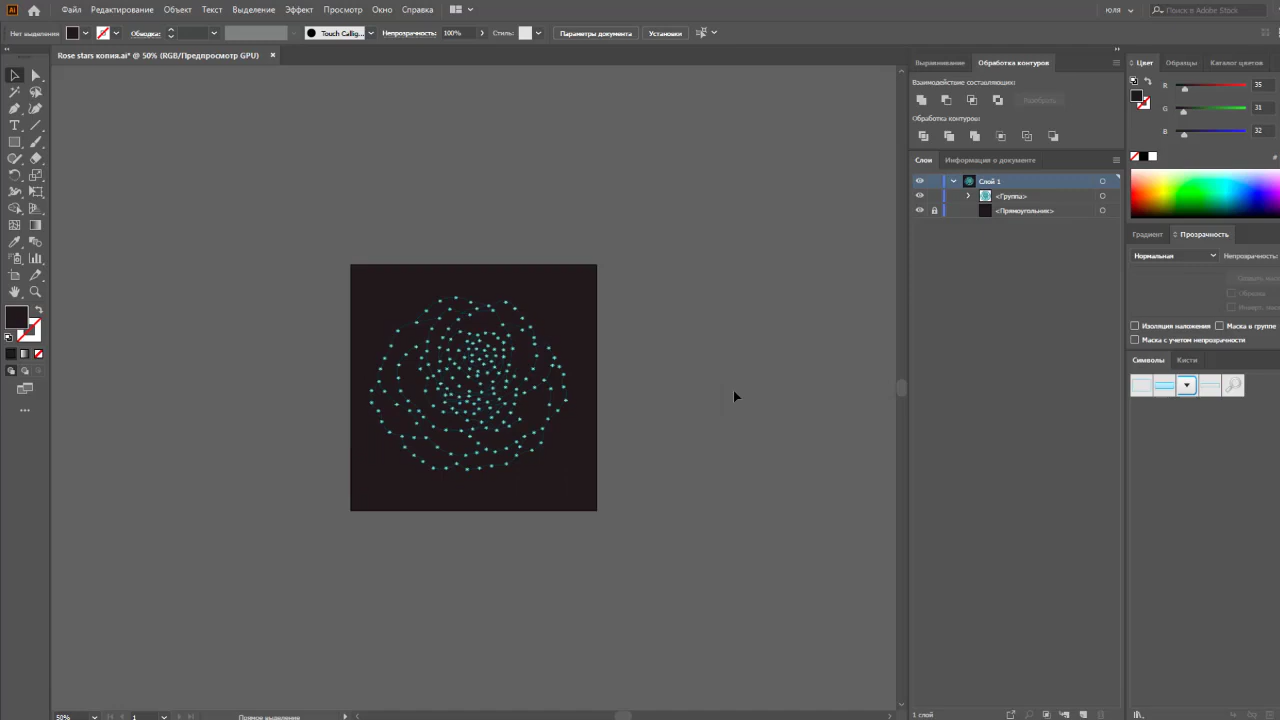 Ai Файл Редактирование Объект Текст Выделение Эффект Просмотр Окно Справка ЮЛЯ Поиск в Adobe Stock
Нет выделения Обводка: Touch Callig... Непрозрачность: 100% Стиль: Параметры документа Установки
Rose stars копия.ai* @ 50% (RGB/Предпросмотр GPU)
Выравнивание Обработка контуров Цвет Образцы Каталог цветов
Взаимодействие составляющих:
R 35
Разобрать
G 31
Обработка контуров:
B 32
Слои Информация о документе #
Слой 1
<Группа>
<Прямоугольник>
Градиент Прозрачность
Нормальная Непрозрачность:
Изоляция наложения Маска в группе
Маска с учетом непрозрачности
Символы Кисти
50% 1 Прямое выделение 1 слой